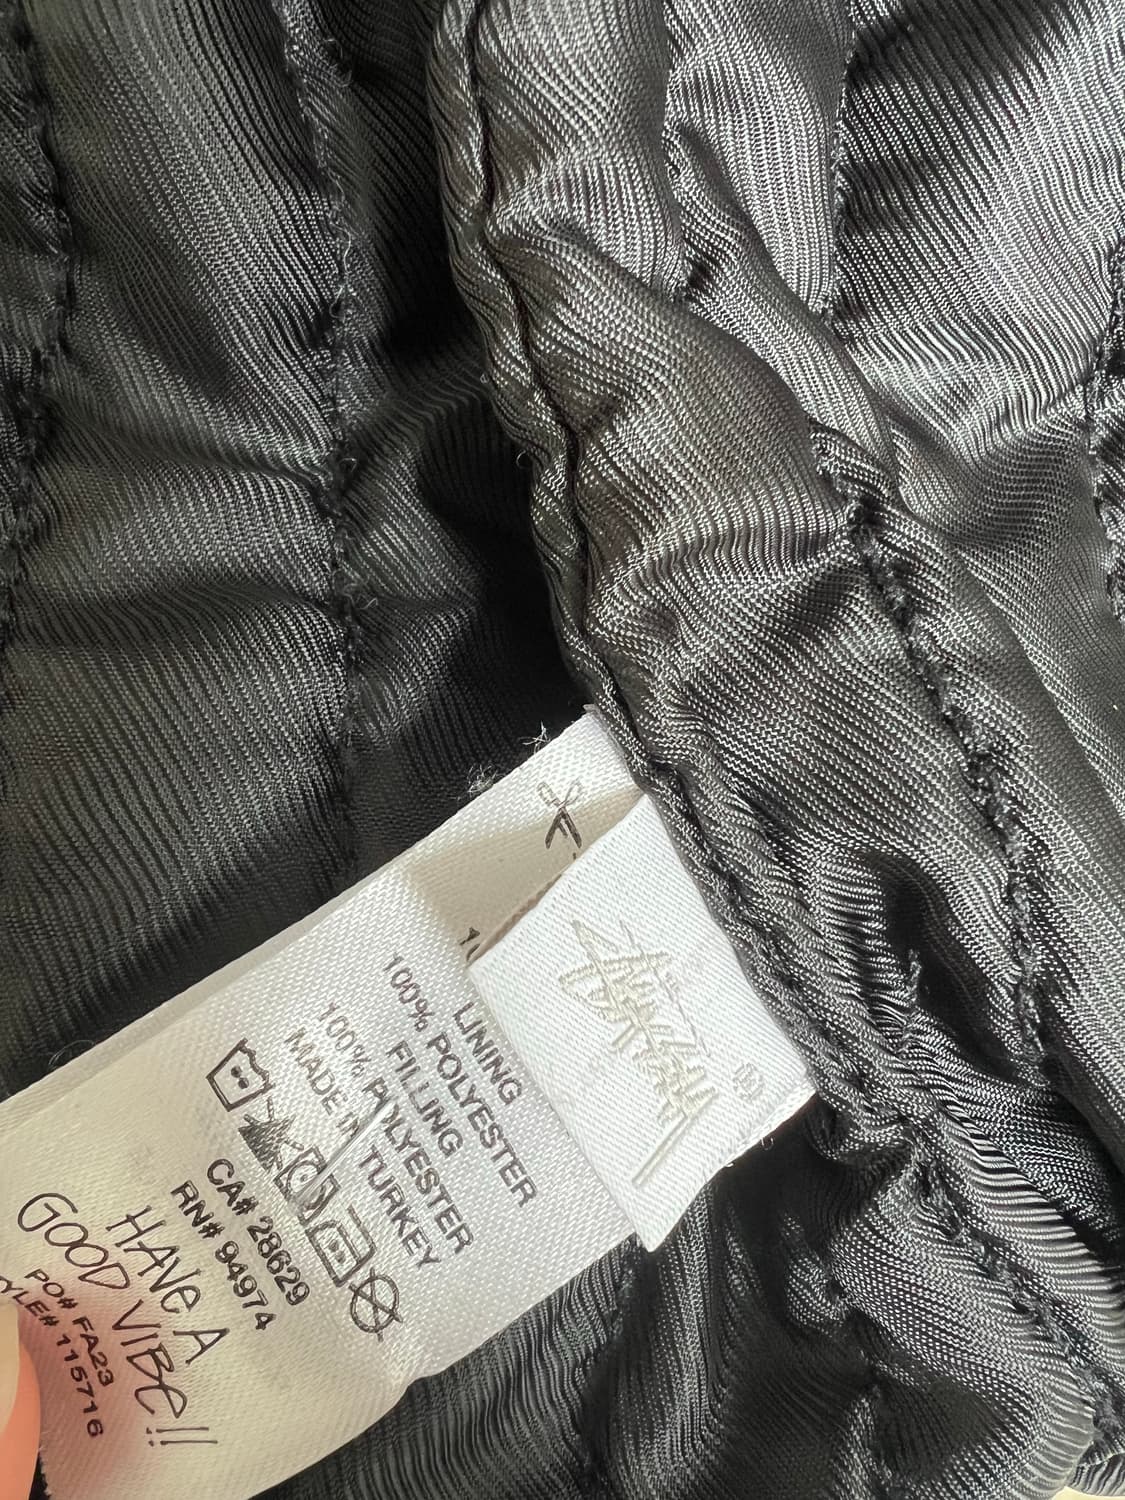 Stüssy
®
LINING
100% POLYESTER
FILLING
100% POLYESTER
MADE IN TURKEY
CA# 28629
RN# 94974
HAVE A
GOOD VIBE!!
PO# FA23
115716